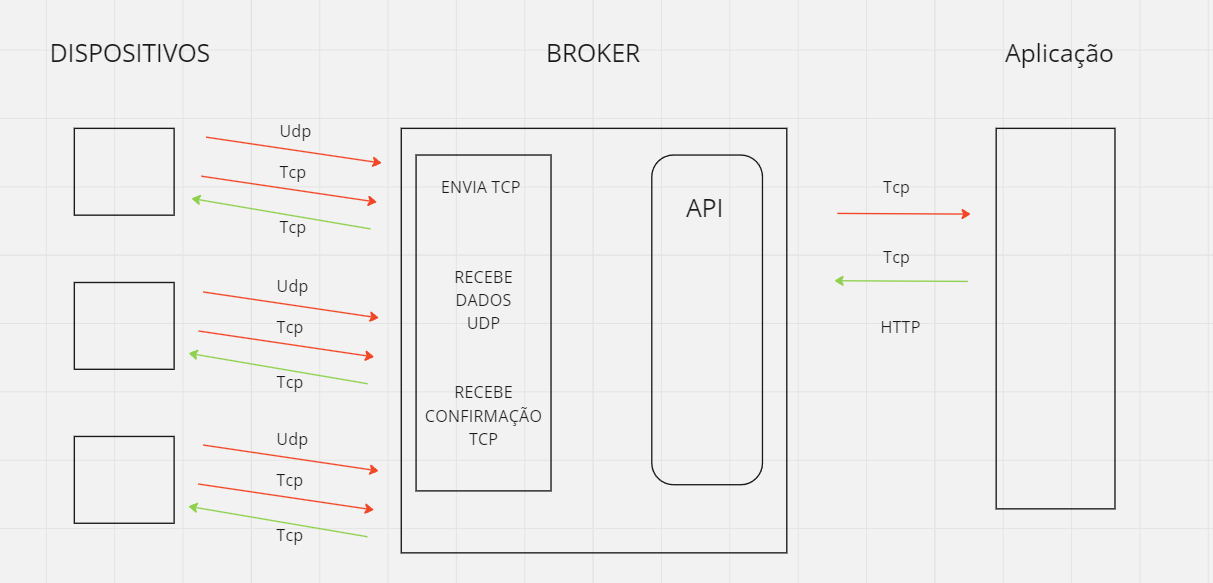 DISPOSITIVOS
BROKER
Aplicação
Udp
Tcp
Tcp
Udp
Tcp
Tcp
Udp
Tcp
Tcp
ENVIA TCP
RECEBE
DADOS
UDP
RECEBE
CONFIRMAÇÃO
TCP
API
Tcp
Tcp
HTTP